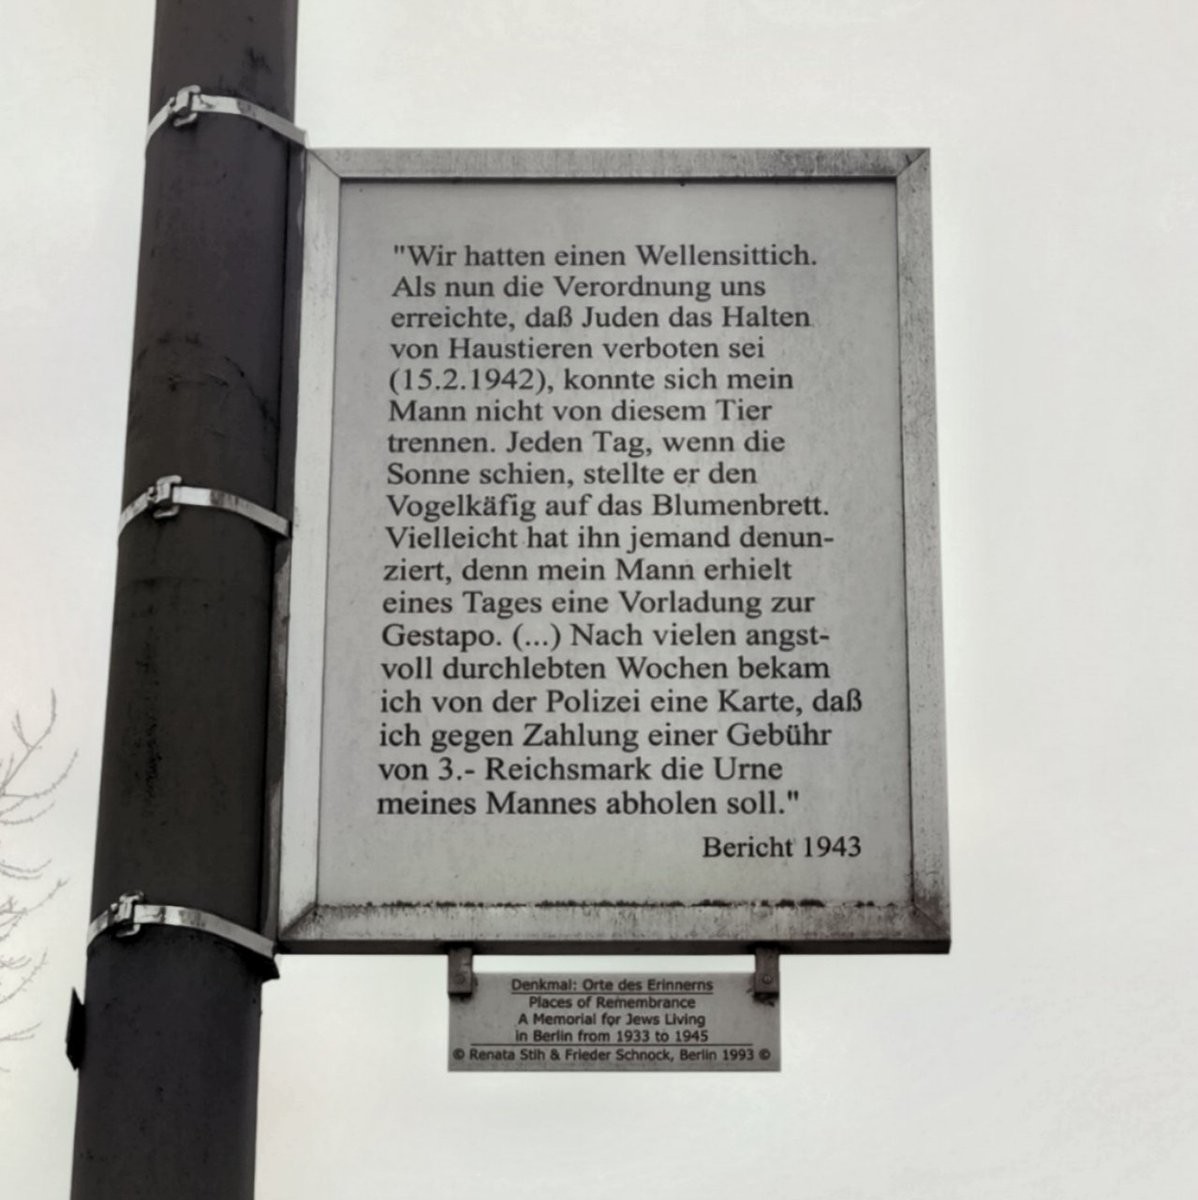 "Wir hatten einen Wellensittich.
Als nun die Verordnung uns
erreichte, daß Juden das Halten
von Haustieren verboten sei
(15.2.1942), konnte sich mein
Mann nicht von diesem Tier
trennen. Jeden Tag, wenn die
Sonne schien, stellte er den
Vogelkäfig auf das Blumenbrett.
Vielleicht hat ihn jemand denun-
ziert, denn mein Mann erhielt
eines Tages eine Vorladung zur
Gestapo. (...) Nach vielen angst-
voll durchlebten Wochen bekam
ich von der Polizei eine Karte, daß
ich gegen Zahlung einer Gebühr
von 3.- Reichsmark die Urne
meines Mannes abholen soll."
Bericht 1943
Denkmal: Orte des Erinnerns
Places of Remembrance
A Memorial for Jews Living
in Berlin from 1933 to 1945
© Renata Stih & Frieder Schnock, Berlin 1993 ©